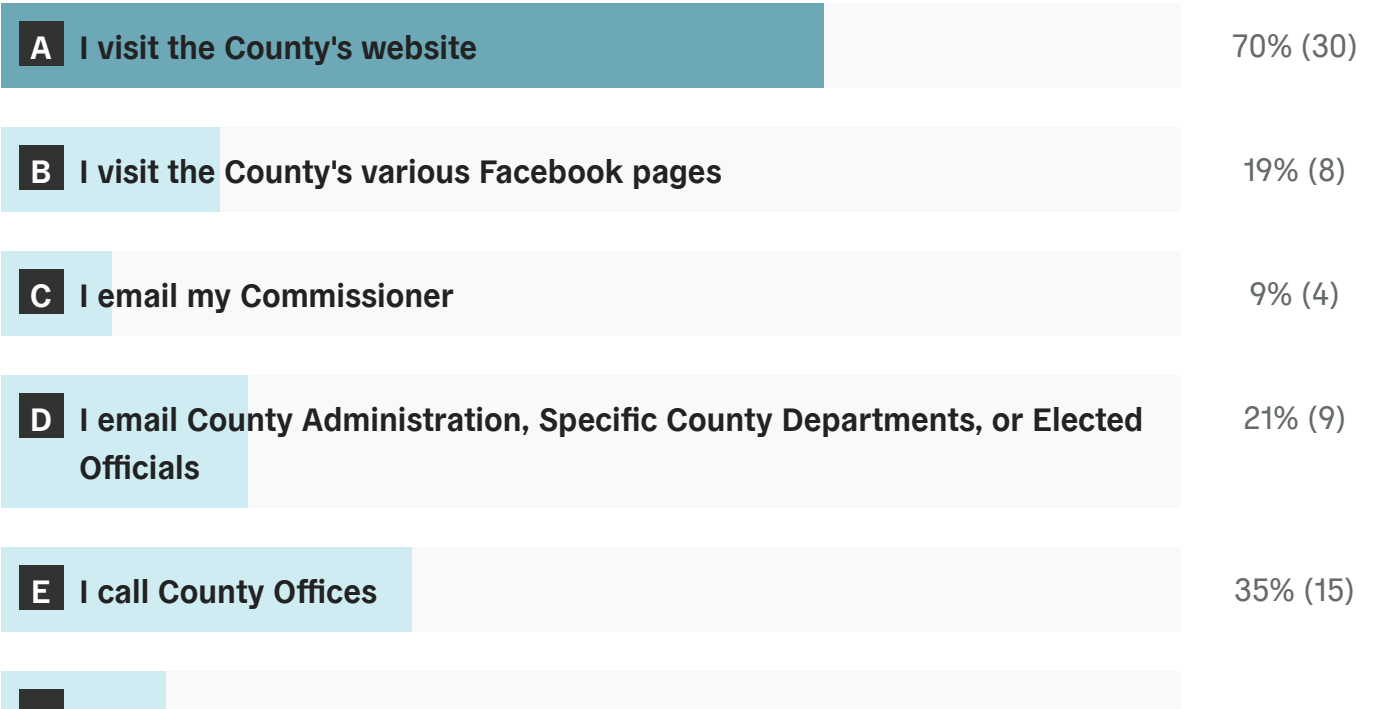 A I visit the County's website 70% (30)
B I visit the County's various Facebook pages 19% (8)
C I email my Commissioner 9% (4)
D I email County Administration, Specific County Departments, or Elected 21% (9)
Officials
E I call County Offices 35% (15)